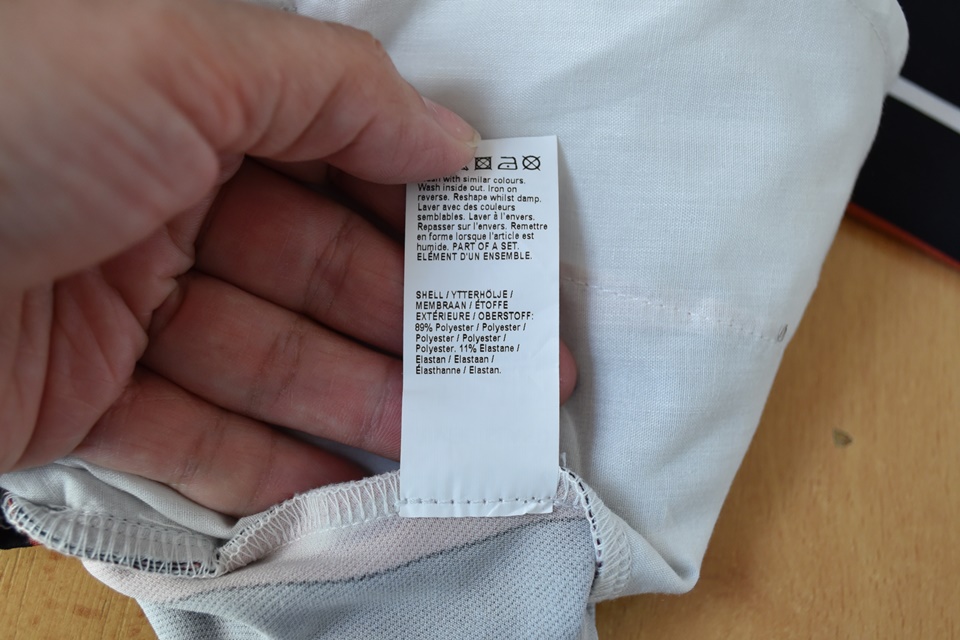 with similar colours.
Wash inside out. Iron on
reverse. Reshape whilst damp.
Laver avec des couleurs
semblables. Laver à l'envers.
Repasser sur l'envers. Remettre
en forme lorsque l'article est
humide. PART OF A SET.
ELÉMENT D'UN ENSEMBLE.
SHELL / YTTERHÖLJE /
MEMBRAAN / ÉTOFFE
EXTÉRIEURE / OBERSTOFF:
89% Polyester / Polyester /
Polyester / Polyester /
Polyester. 11% Elastane /
Elastan / Elastaan /
Élasthanne / Elastan.